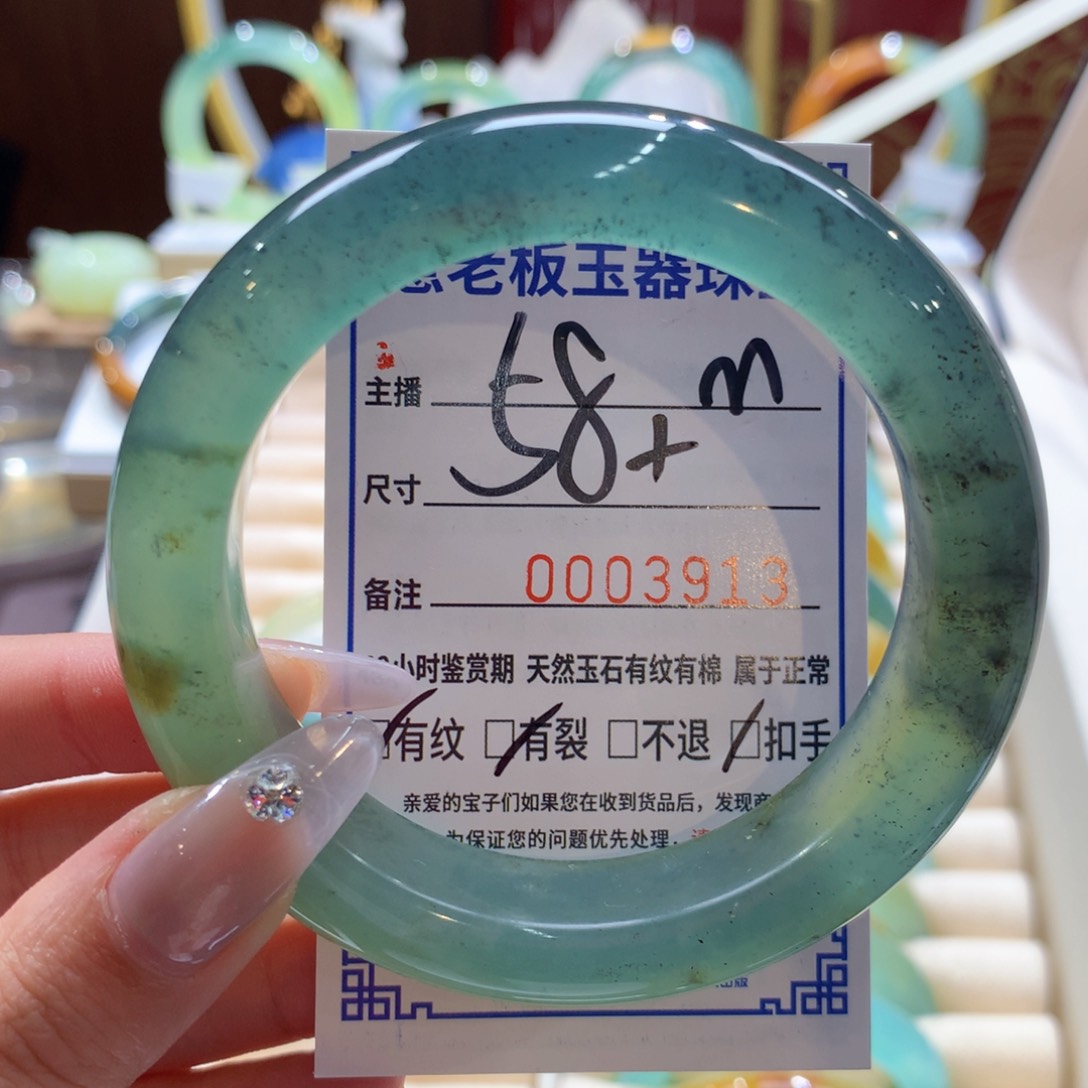 老板玉器珠
主播 m
尺寸 58+
备注 0003913
小时鉴赏期 天然玉石有纹有棉 属于正常
☑有纹 ☑有裂 □不退 ☑扣手
亲爱的宝子们如果您在收到货品后，发现商
为保证您的问题优先处理，请